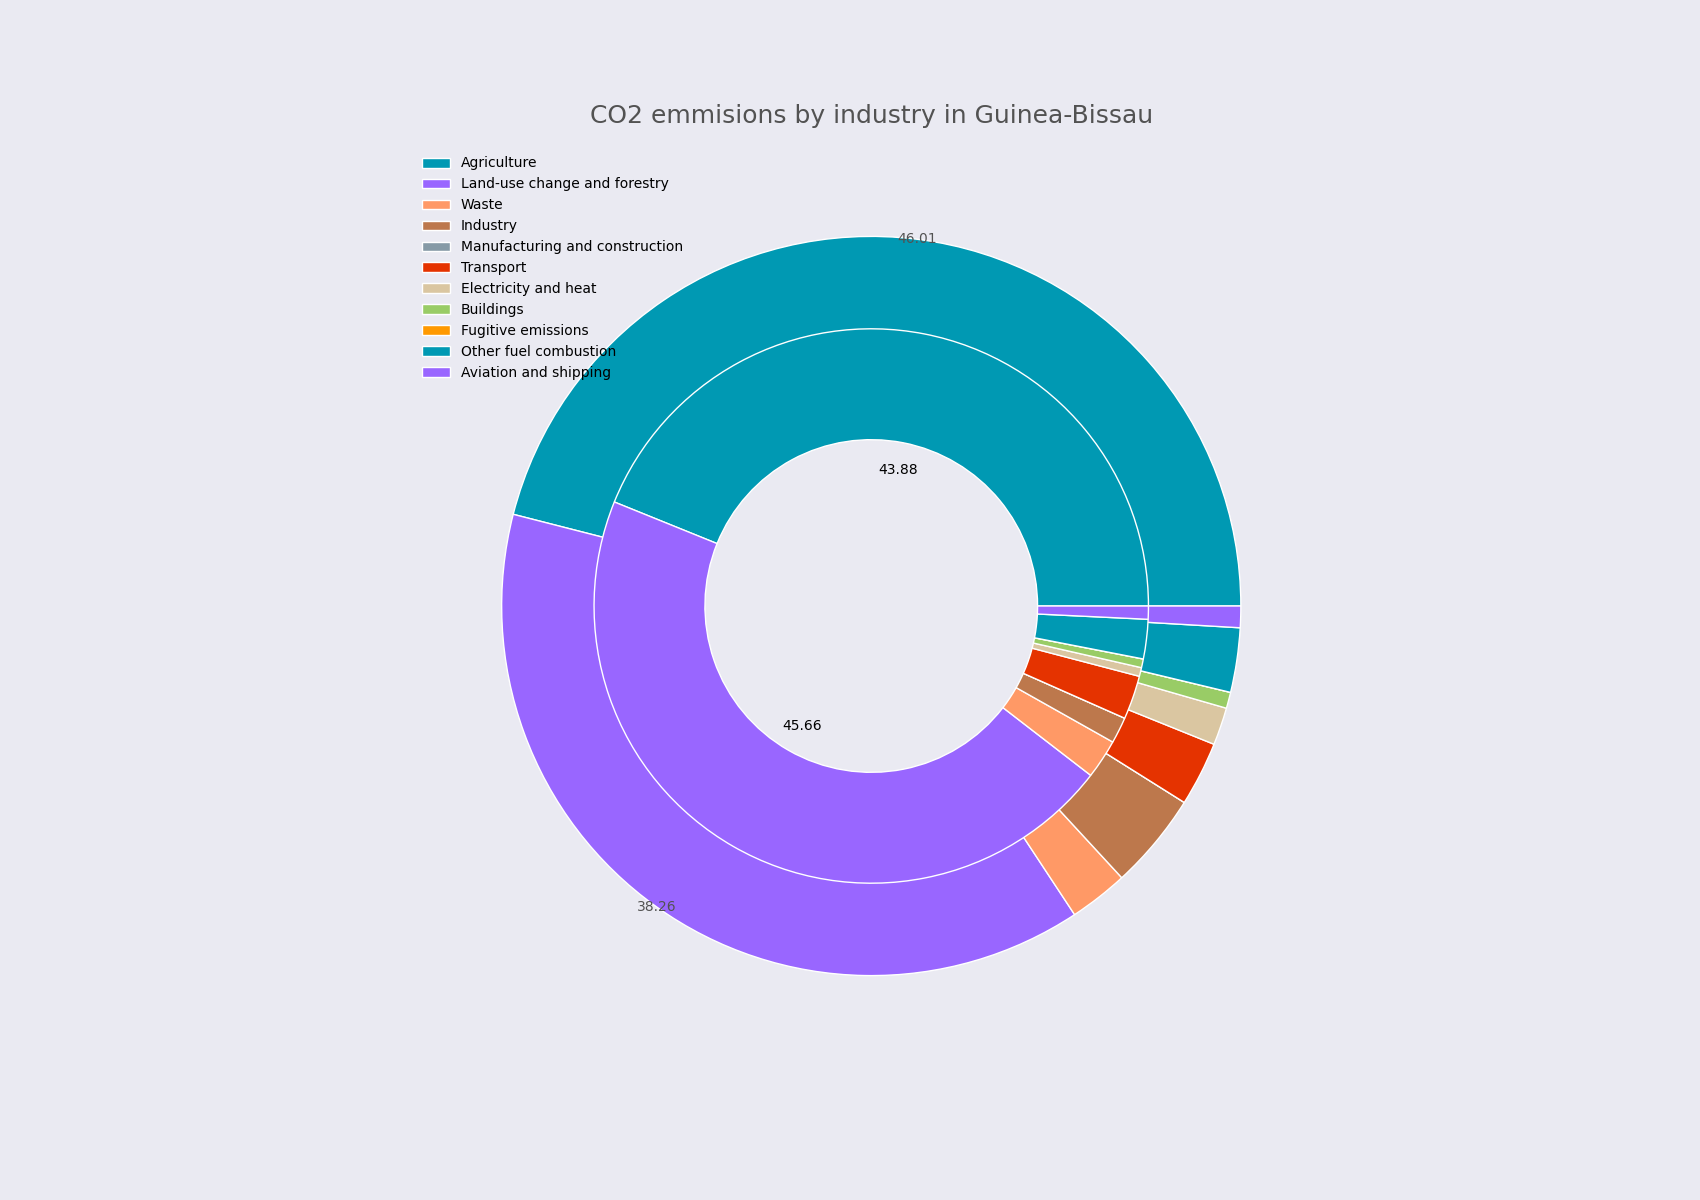 CO2 emmisions by industry in Guinea-Bissau
Agriculture
Land-use change and forestry
Waste
Industry
Manufacturing and construction
Transport
Electricity and heat
Buildings
Fugitive emissions
Other fuel combustion
Aviation and shipping
46.01
43.88
45.66
38.26